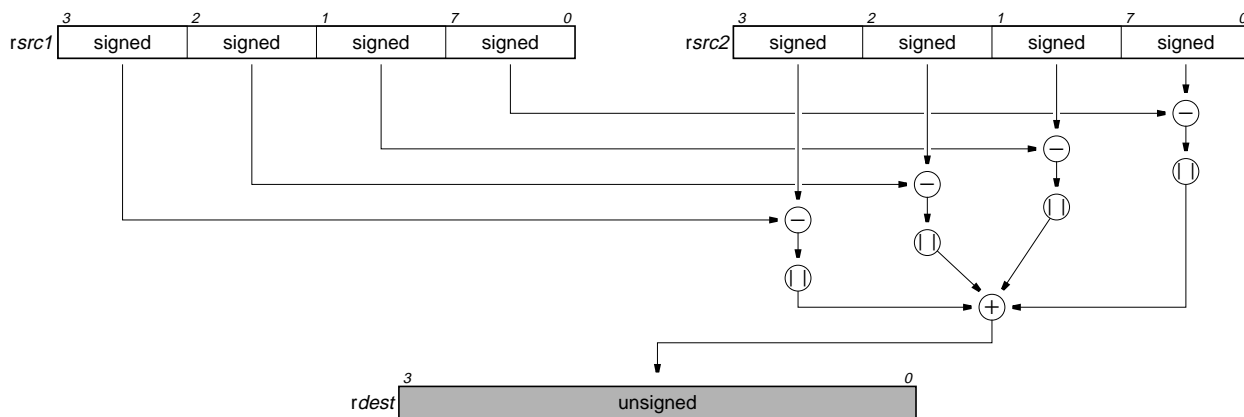 3 2 1 7 0
rsrc1 signed signed signed signed
3 2 1 7 0
rsrc2 signed signed signed signed
− − − −
| | | | | | | |
+
3 0
rdest unsigned